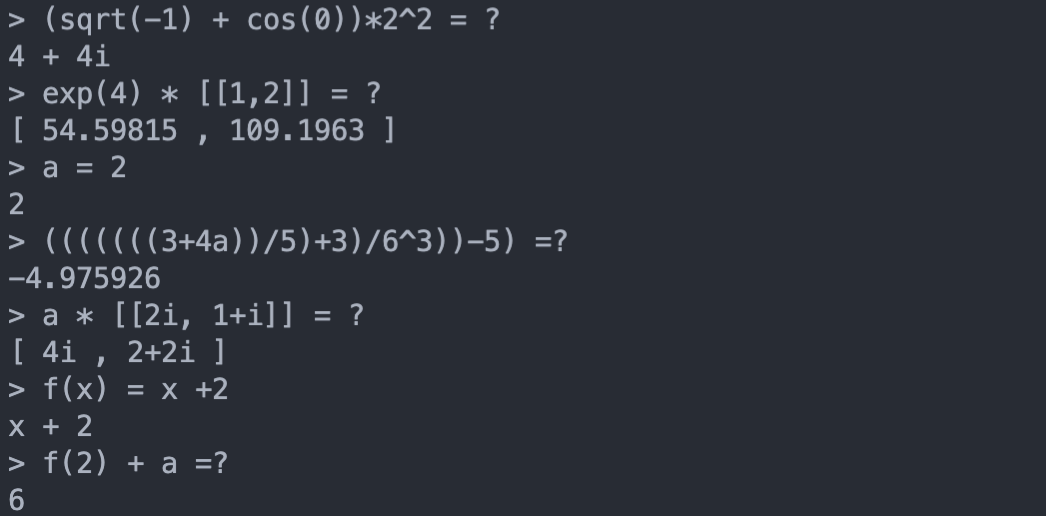 > (sqrt(−1) + cos(0))*2^2 = ?
4 + 4i
> exp(4) * [[1,2]] = ?
[ 54.59815 , 109.1963 ]
> a = 2
2
> (((((((3+4a))/5)+3)/6^3))−5) =?
−4.975926
> a * [[2i, 1+i]] = ?
[ 4i , 2+2i ]
> f(x) = x +2
x + 2
> f(2) + a =?
6